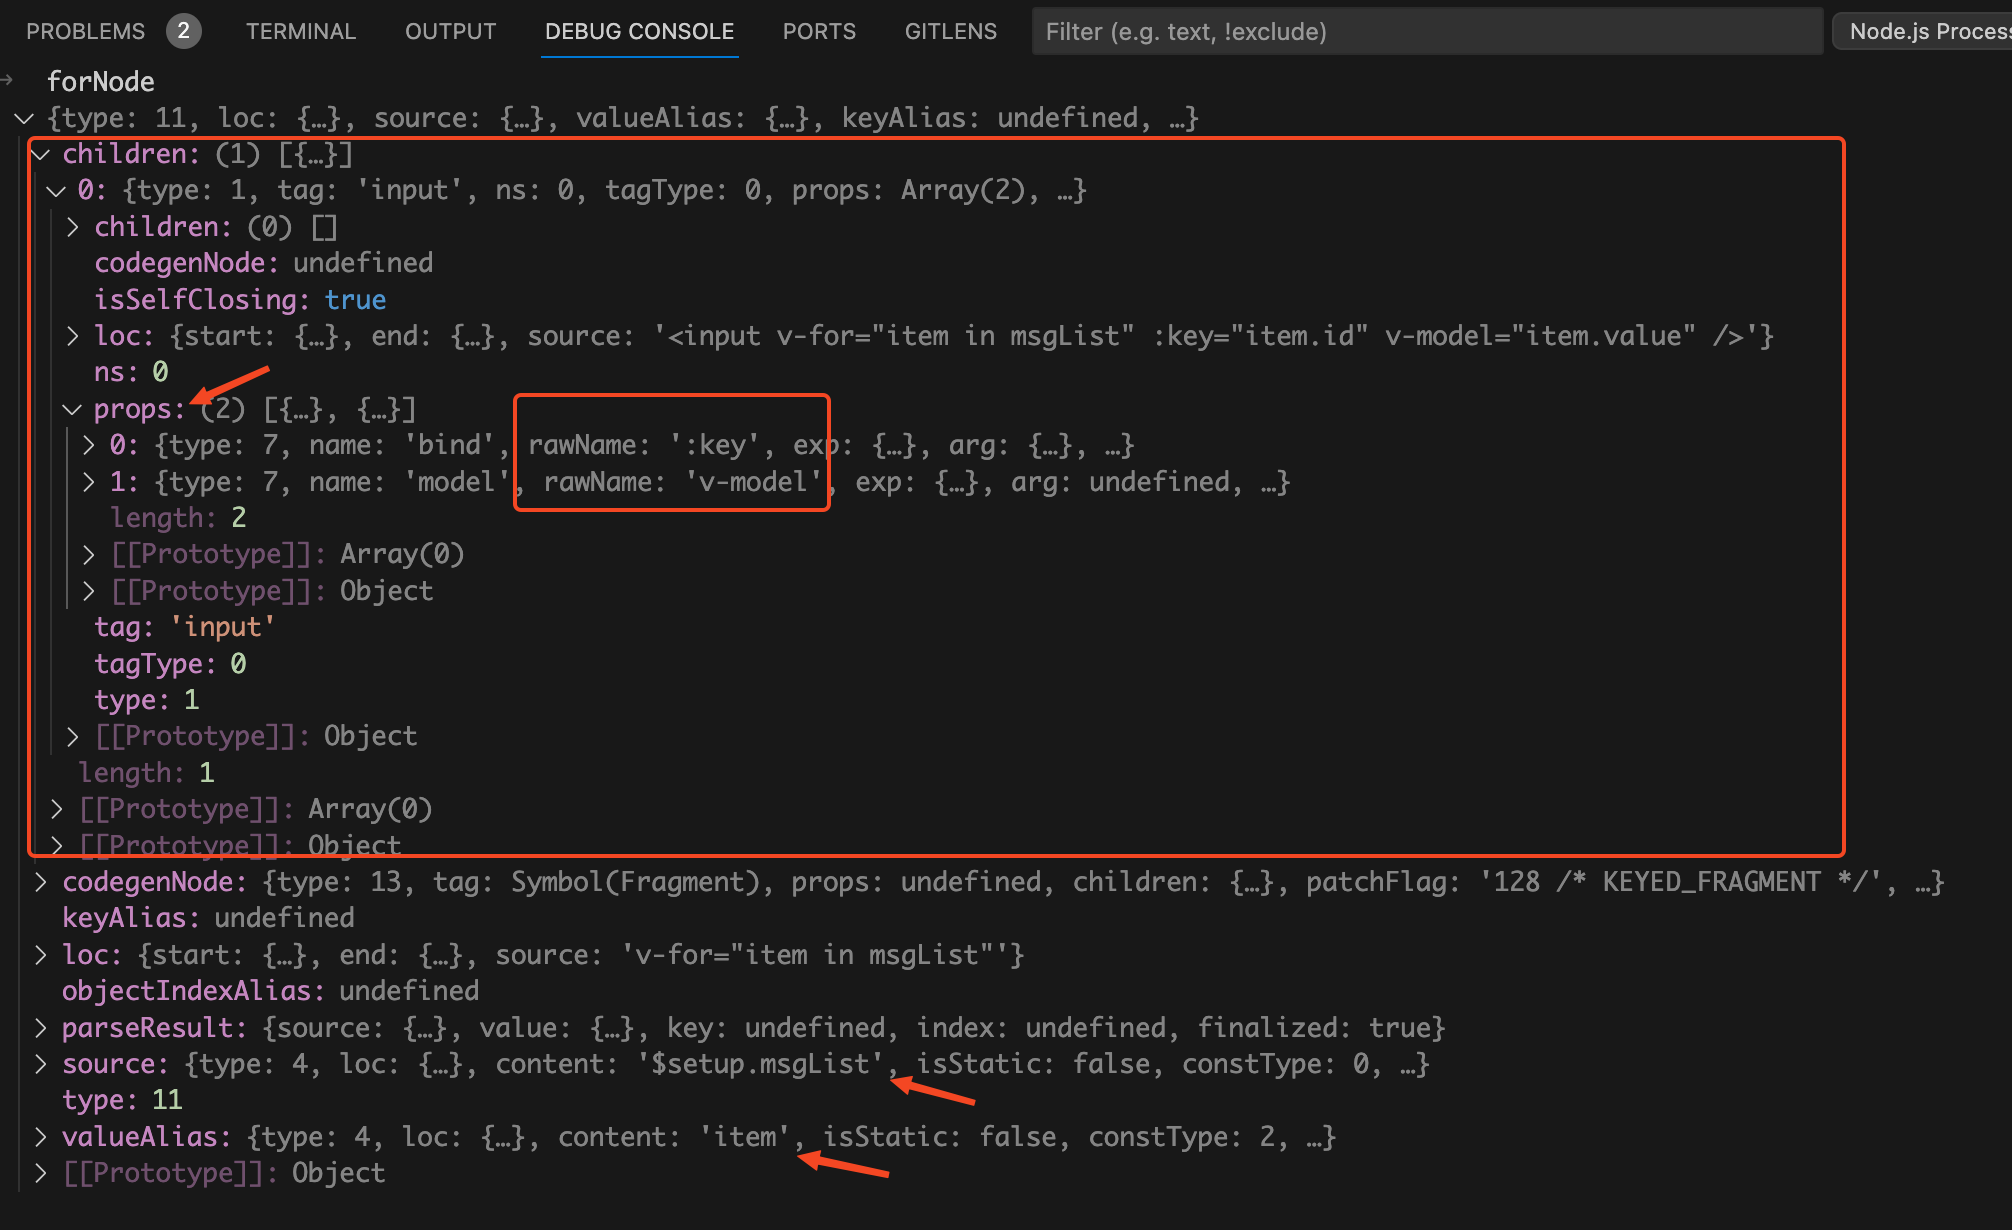 PROBLEMS 2 TERMINAL OUTPUT DEBUG CONSOLE PORTS GITLENS Filter (e.g. text, !exclude) Node.js Process
forNode
{type: 11, loc: {…}, source: {…}, valueAlias: {…}, keyAlias: undefined, …}
children: (1) [{…}]
0: {type: 1, tag: 'input', ns: 0, tagType: 0, props: Array(2), …}
children: (0) []
codegenNode: undefined
isSelfClosing: true
loc: {start: {…}, end: {…}, source: '<input v-for="item in msgList" :key="item.id" v-model="item.value" />'}
ns: 0
props: (2) [{…}, {…}]
0: {type: 7, name: 'bind', rawName: ':key', exp: {…}, arg: {…}, …}
1: {type: 7, name: 'model', rawName: 'v-model', exp: {…}, arg: undefined, …}
length: 2
[[Prototype]]: Array(0)
[[Prototype]]: Object
tag: 'input'
tagType: 0
type: 1
[[Prototype]]: Object
length: 1
[[Prototype]]: Array(0)
[[Prototype]]: Object
codegenNode: {type: 13, tag: Symbol(Fragment), props: undefined, children: {…}, patchFlag: '128 /* KEYED_FRAGMENT */', …}
keyAlias: undefined
loc: {start: {…}, end: {…}, source: 'v-for="item in msgList"'}
objectIndexAlias: undefined
parseResult: {source: {…}, value: {…}, key: undefined, index: undefined, finalized: true}
source: {type: 4, loc: {…}, content: '$setup.msgList', isStatic: false, constType: 0, …}
type: 11
valueAlias: {type: 4, loc: {…}, content: 'item', isStatic: false, constType: 2, …}
[[Prototype]]: Object